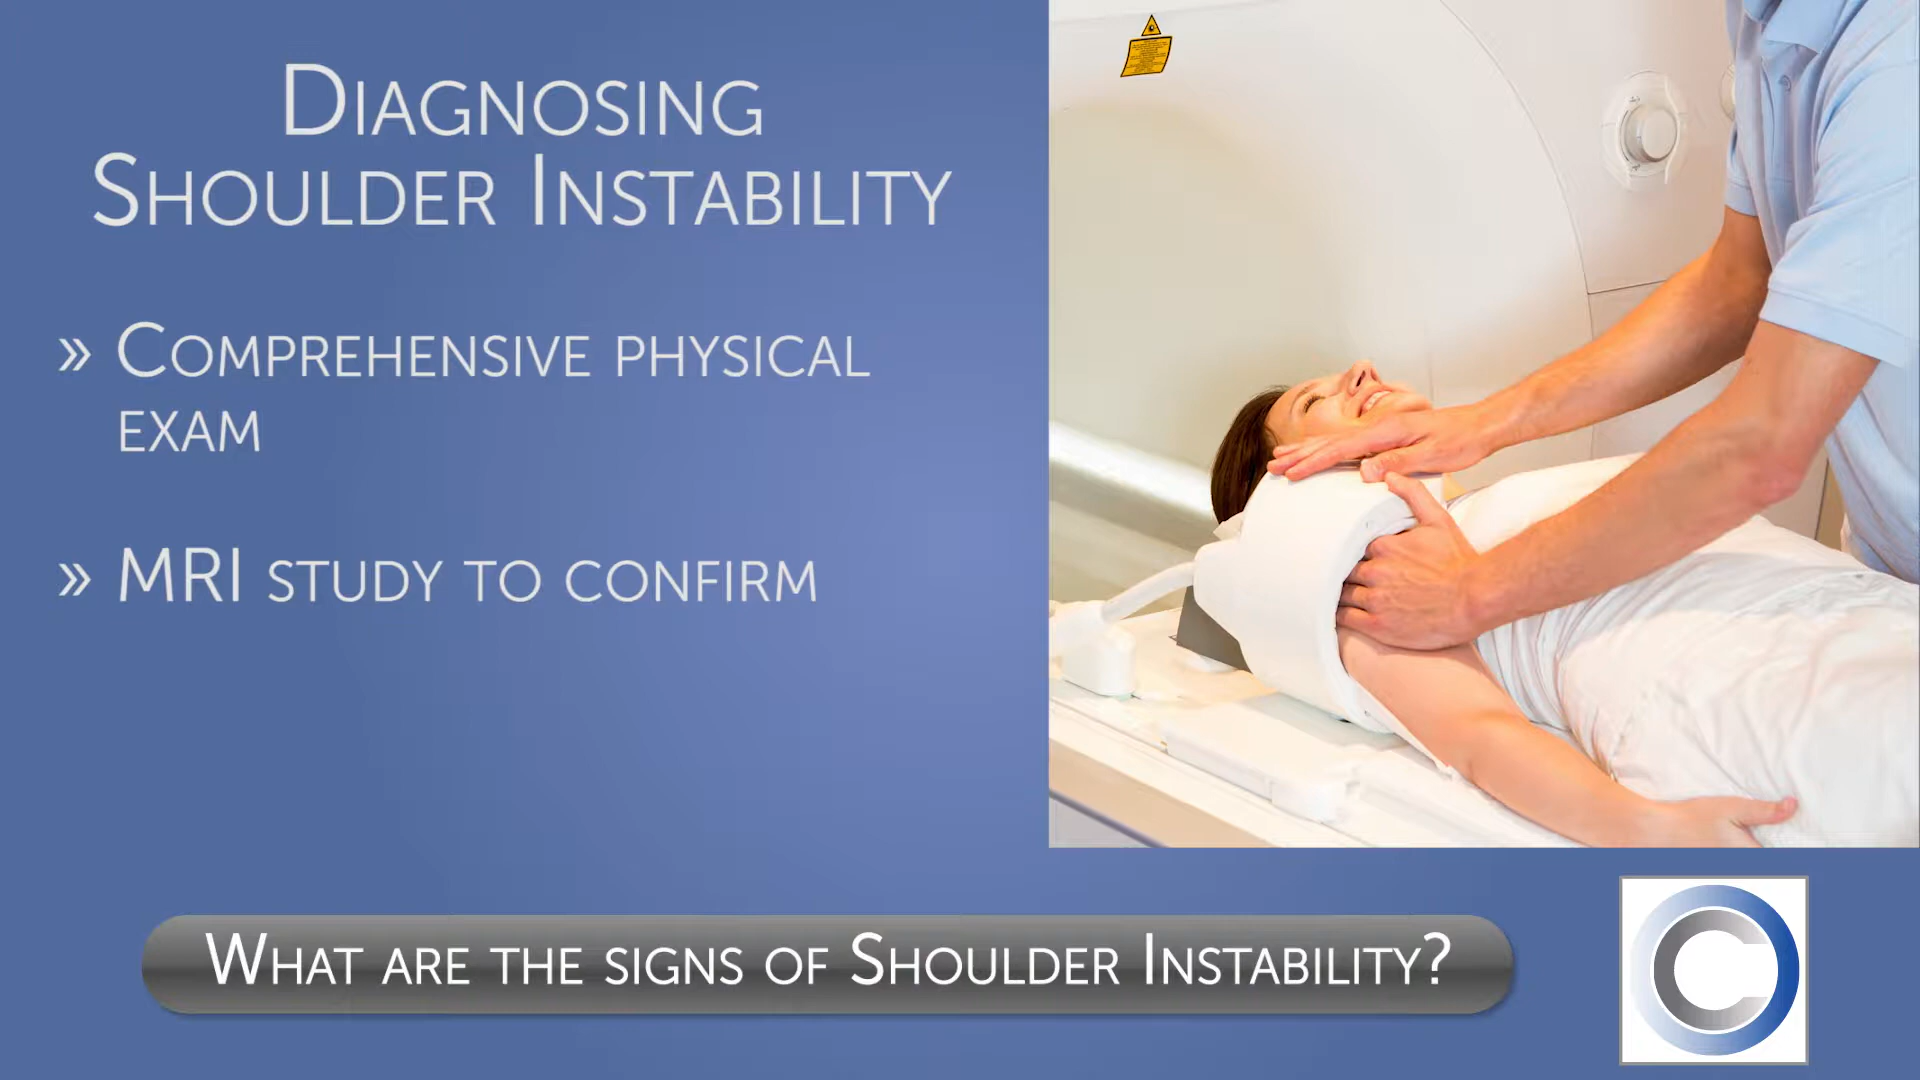 Diagnosing
Shoulder Instability
» Comprehensive physical
exam
» MRI study to confirm
What are the signs of Shoulder Instability?